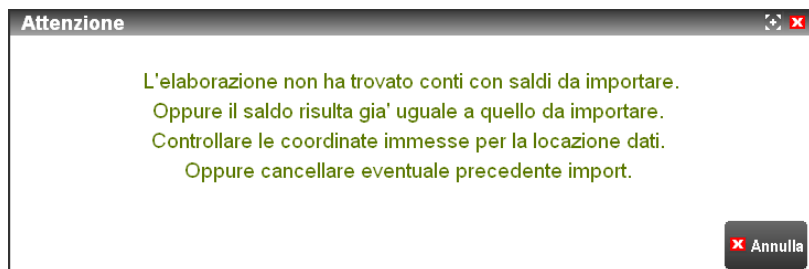 Attenzione
L'elaborazione non ha trovato conti con saldi da importare.
Oppure il saldo risulta gia' uguale a quello da importare.
Controllare le coordinate immesse per la locazione dati.
Oppure cancellare eventuale precedente import.
Annulla